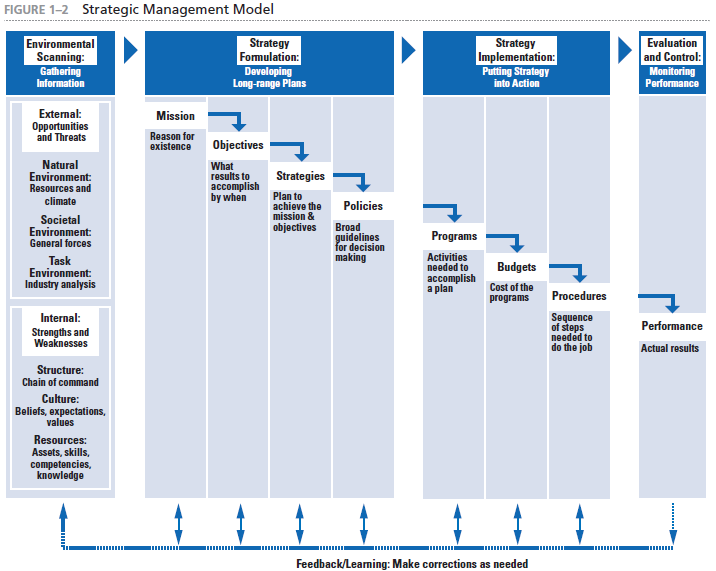 FIGURE 1–2 Strategic Management Model
Environmental
Scanning:
Gathering
Information
Strategy
Formulation:
Developing
Long-range Plans
Strategy
Implementation:
Putting Strategy
into Action
Evaluation
and Control:
Monitoring
Performance
External:
Opportunities
and Threats
Natural
Environment:
Resources and
climate
Societal
Environment:
General forces
Task
Environment:
Industry analysis
Internal:
Strengths and
Weaknesses
Structure:
Chain of command
Culture:
Beliefs, expectations,
values
Resources:
Assets, skills,
competencies,
knowledge
Mission
Reason for
existence
Objectives
What
results to
accomplish
by when
Strategies
Plan to
achieve the
mission &
objectives
Policies
Broad
guidelines
for decision
making
Programs
Activities
needed to
accomplish
a plan
Budgets
Cost of the
programs
Procedures
Sequence
of steps
needed to
do the job
Performance
Actual results
Feedback/Learning: Make corrections as needed